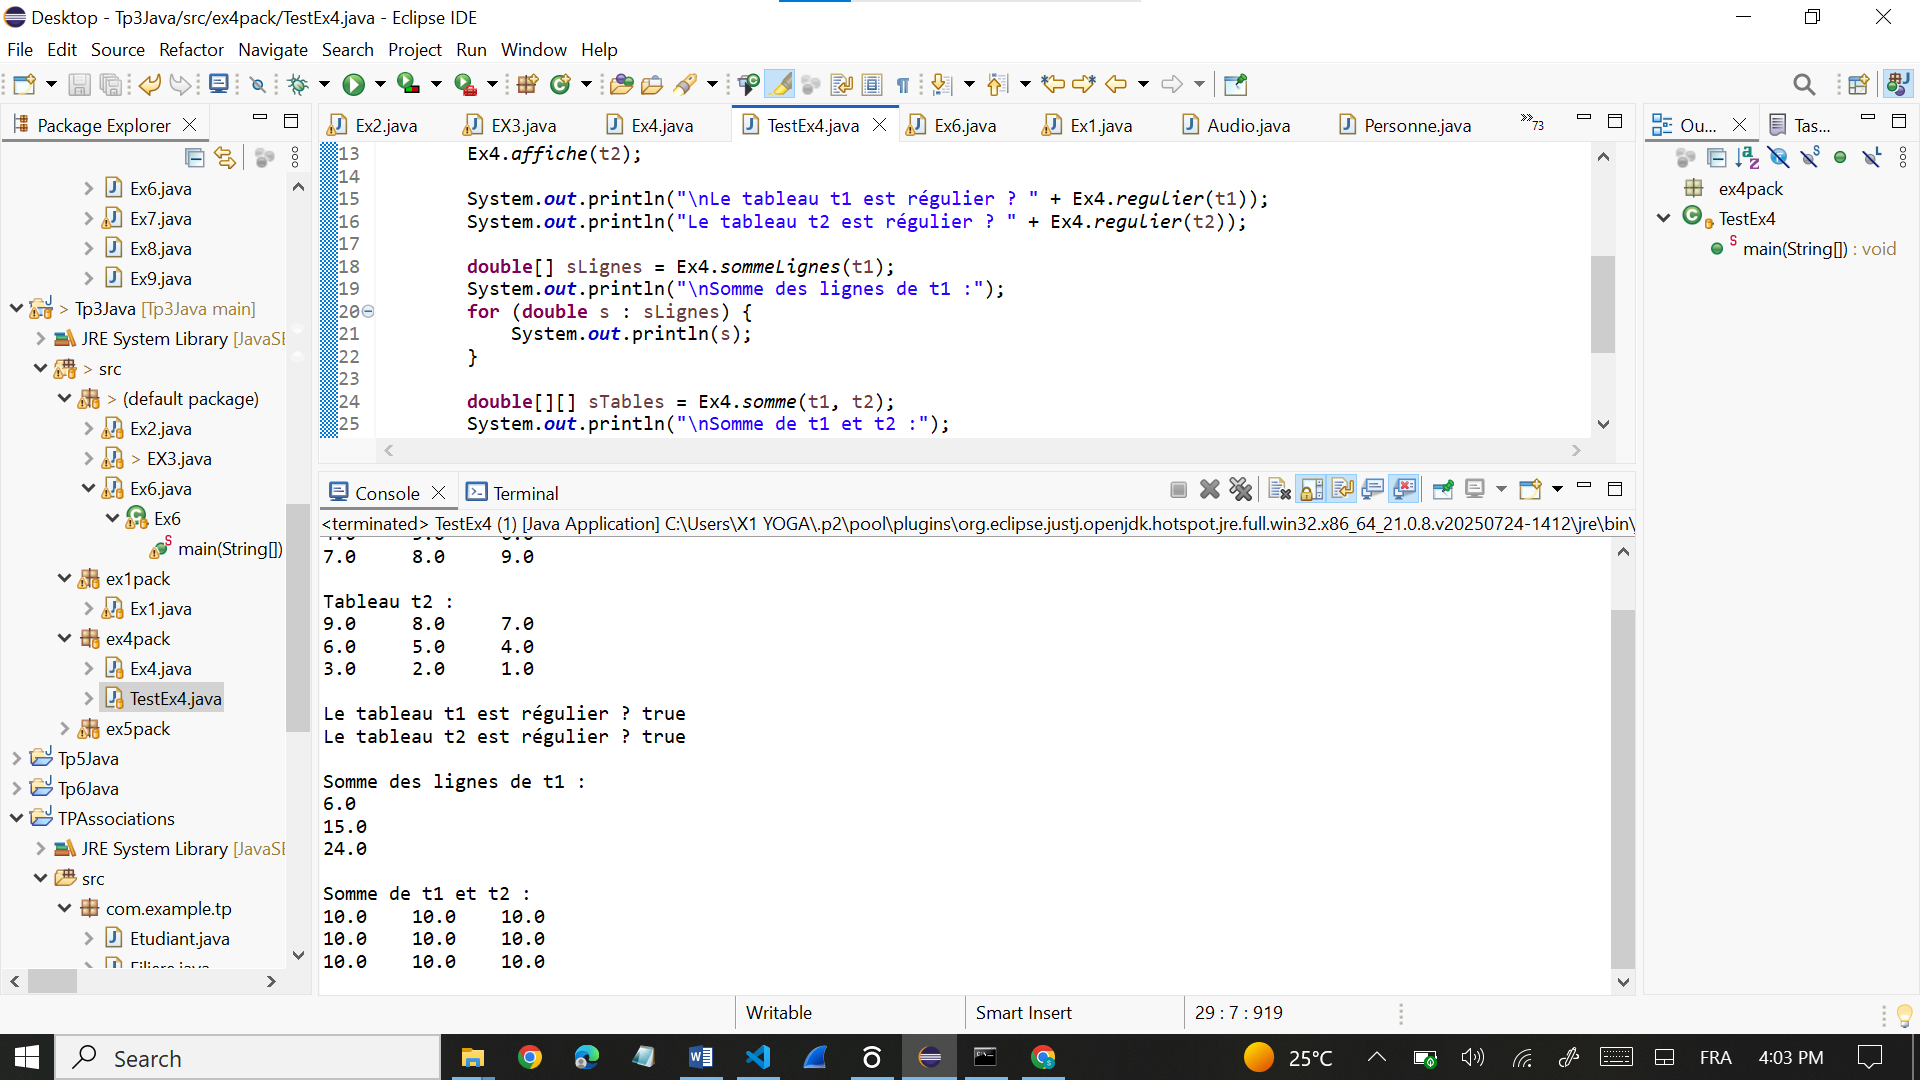 Desktop - Tp3Java/src/ex4pack/TestEx4.java - Eclipse IDE
File Edit Source Refactor Navigate Search Project Run Window Help
Package Explorer
Ex6.java
Ex7.java
Ex8.java
Ex9.java
> Tp3Java [Tp3Java main]
JRE System Library [JavaSE
> src
> (default package)
Ex2.java
> EX3.java
Ex6.java
Ex6
main(String[])
ex1pack
Ex1.java
ex4pack
Ex4.java
TestEx4.java
ex5pack
Tp5Java
Tp6Java
TPAssociations
JRE System Library [JavaSE
src
com.example.tp
Etudiant.java
Filiere.java
Ex2.java EX3.java Ex4.java TestEx4.java Ex6.java Ex1.java Audio.java Personne.java »73
13 Ex4.affiche(t2);
14
15 System.out.println("\nLe tableau t1 est régulier ? " + Ex4.regulier(t1));
16 System.out.println("Le tableau t2 est régulier ? " + Ex4.regulier(t2));
17
18 double[] sLignes = Ex4.sommeLignes(t1);
19 System.out.println("\nSomme des lignes de t1 :");
20 for (double s : sLignes) {
21 System.out.println(s);
22 }
23
24 double[][] sTables = Ex4.somme(t1, t2);
25 System.out.println("\nSomme de t1 et t2 :");
Console Terminal
<terminated> TestEx4 (1) [Java Application] C:\Users\X1 YOGA\.p2\pool\plugins\org.eclipse.justj.openjdk.hotspot.jre.full.win32.x86_64_21.0.8.v20250724-1412\jre\bin\
7.0 8.0 9.0
Tableau t2 :
9.0 8.0 7.0
6.0 5.0 4.0
3.0 2.0 1.0
Le tableau t1 est régulier ? true
Le tableau t2 est régulier ? true
Somme des lignes de t1 :
6.0
15.0
24.0
Somme de t1 et t2 :
10.0 10.0 10.0
10.0 10.0 10.0
10.0 10.0 10.0
Ou... Tas...
ex4pack
TestEx4
main(String[]) : void
Writable Smart Insert 29 : 7 : 919
Search
25°C FRA 4:03 PM